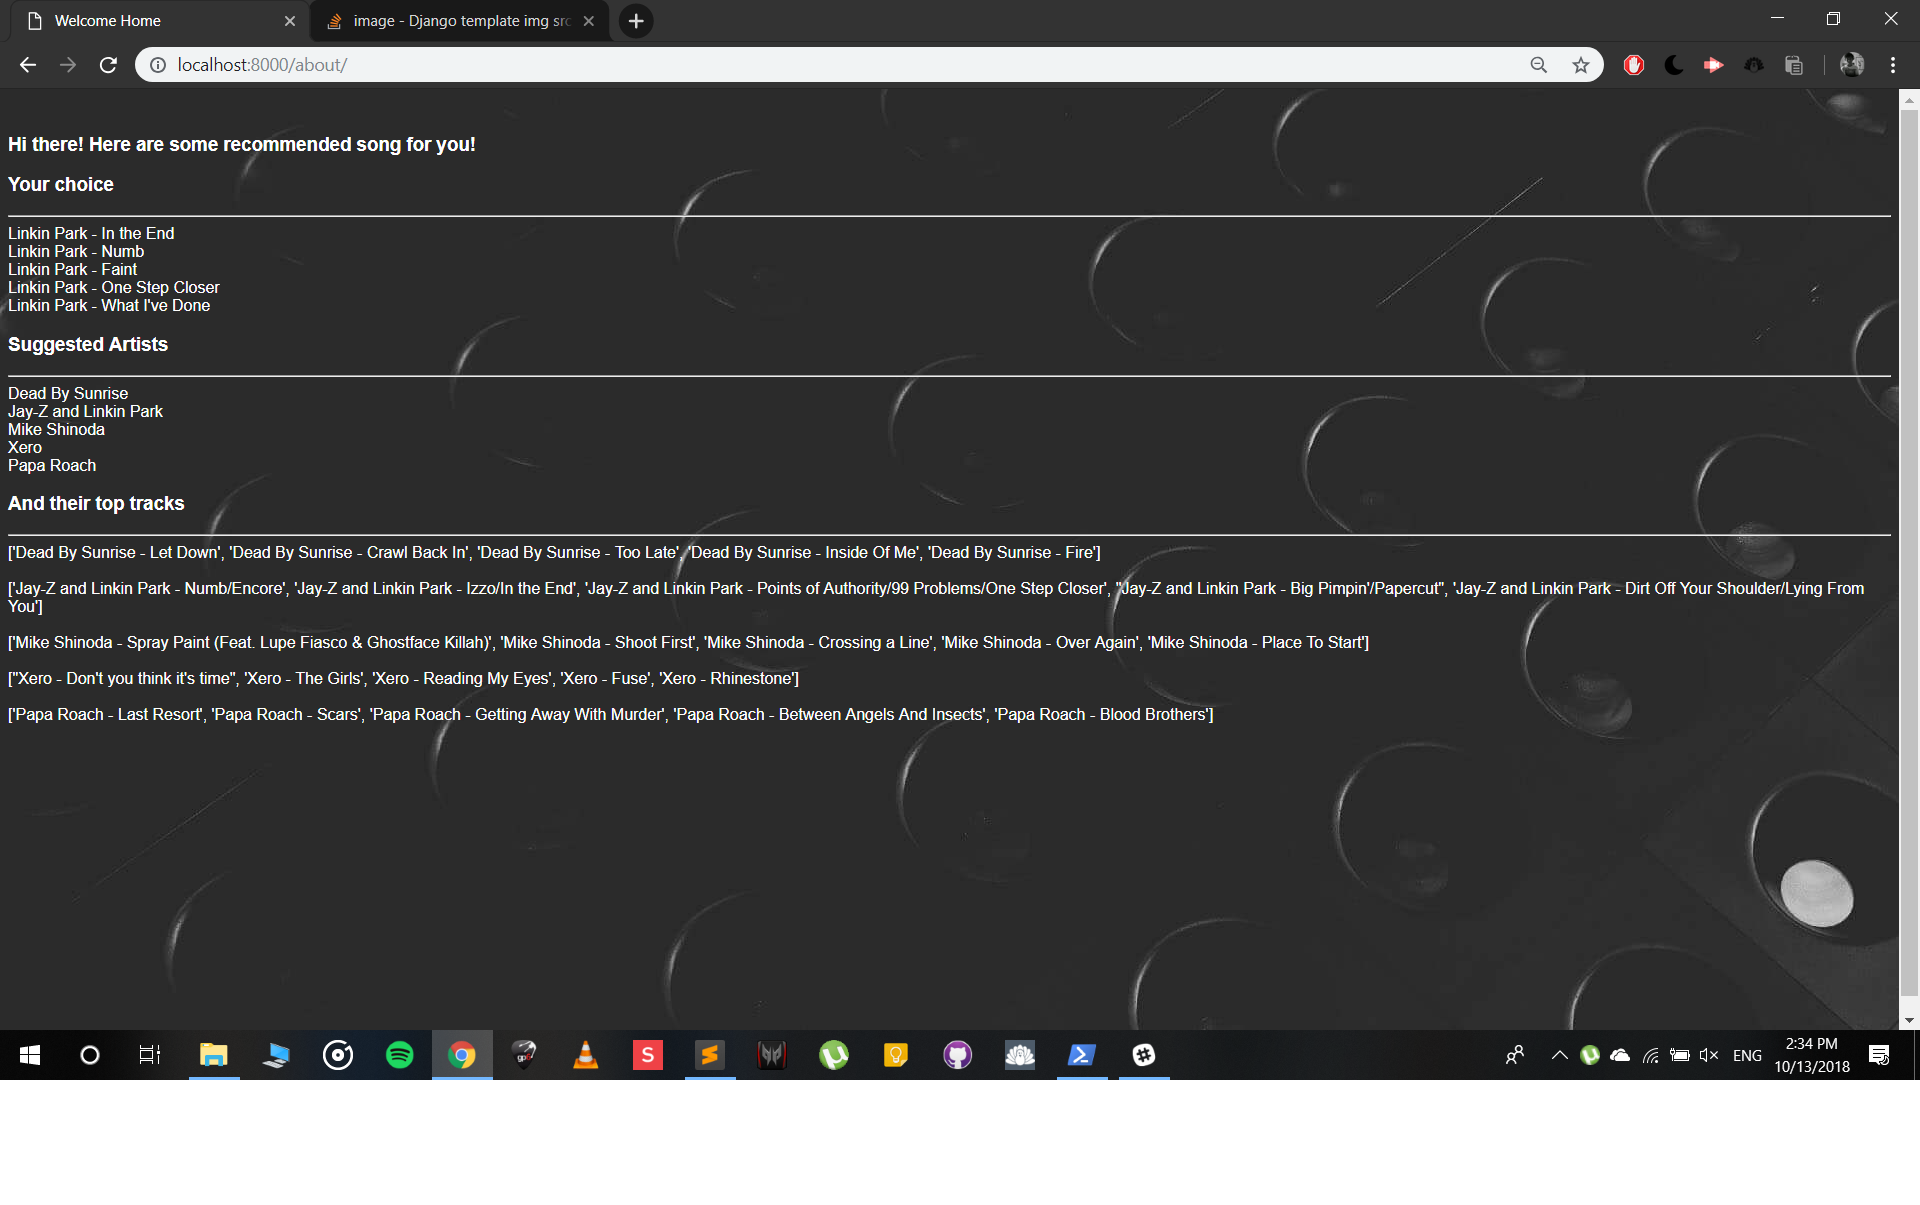 Welcome Home
image - Django template img src
localhost:8000/about/
Hi there! Here are some recommended song for you!
Your choice
Linkin Park - In the End
Linkin Park - Numb
Linkin Park - Faint
Linkin Park - One Step Closer
Linkin Park - What I've Done
Suggested Artists
Dead By Sunrise
Jay-Z and Linkin Park
Mike Shinoda
Xero
Papa Roach
And their top tracks
['Dead By Sunrise - Let Down', 'Dead By Sunrise - Crawl Back In', 'Dead By Sunrise - Too Late', 'Dead By Sunrise - Inside Of Me', 'Dead By Sunrise - Fire']
['Jay-Z and Linkin Park - Numb/Encore', 'Jay-Z and Linkin Park - Izzo/In the End', 'Jay-Z and Linkin Park - Points of Authority/99 Problems/One Step Closer', "Jay-Z and Linkin Park - Big Pimpin'/Papercut", 'Jay-Z and Linkin Park - Dirt Off Your Shoulder/Lying From
You']
['Mike Shinoda - Spray Paint (Feat. Lupe Fiasco & Ghostface Killah)', 'Mike Shinoda - Shoot First', 'Mike Shinoda - Crossing a Line', 'Mike Shinoda - Over Again', 'Mike Shinoda - Place To Start']
["Xero - Don't you think it's time", 'Xero - The Girls', 'Xero - Reading My Eyes', 'Xero - Fuse', 'Xero - Rhinestone']
['Papa Roach - Last Resort', 'Papa Roach - Scars', 'Papa Roach - Getting Away With Murder', 'Papa Roach - Between Angels And Insects', 'Papa Roach - Blood Brothers']
ENG
2:34 PM
10/13/2018